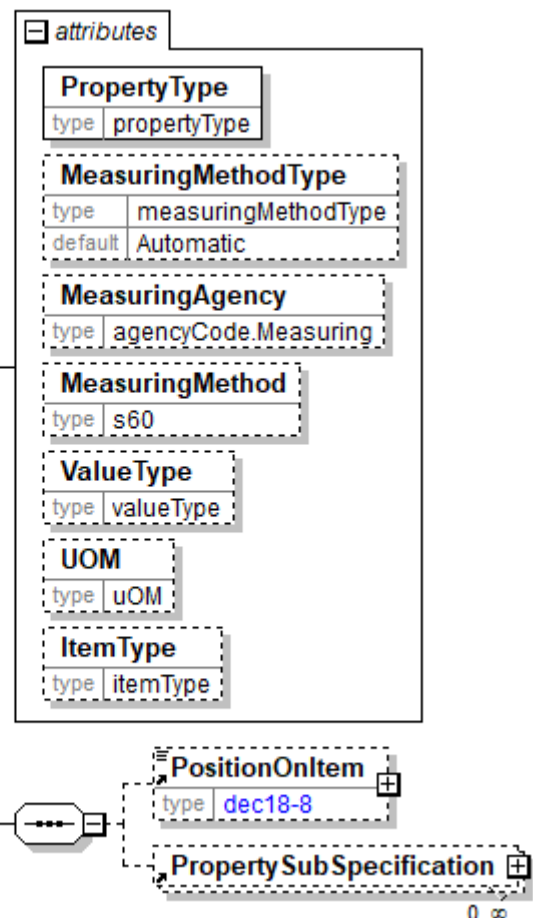 attributes
PropertyType
type propertyType
MeasuringMethodType
type measuringMethodType
default Automatic
MeasuringAgency
type agencyCode.Measuring
MeasuringMethod
type s60
ValueType
type valueType
UOM
type uOM
ItemType
type itemType
PositionOnItem
type dec18-8
PropertySubSpecification
0..∞